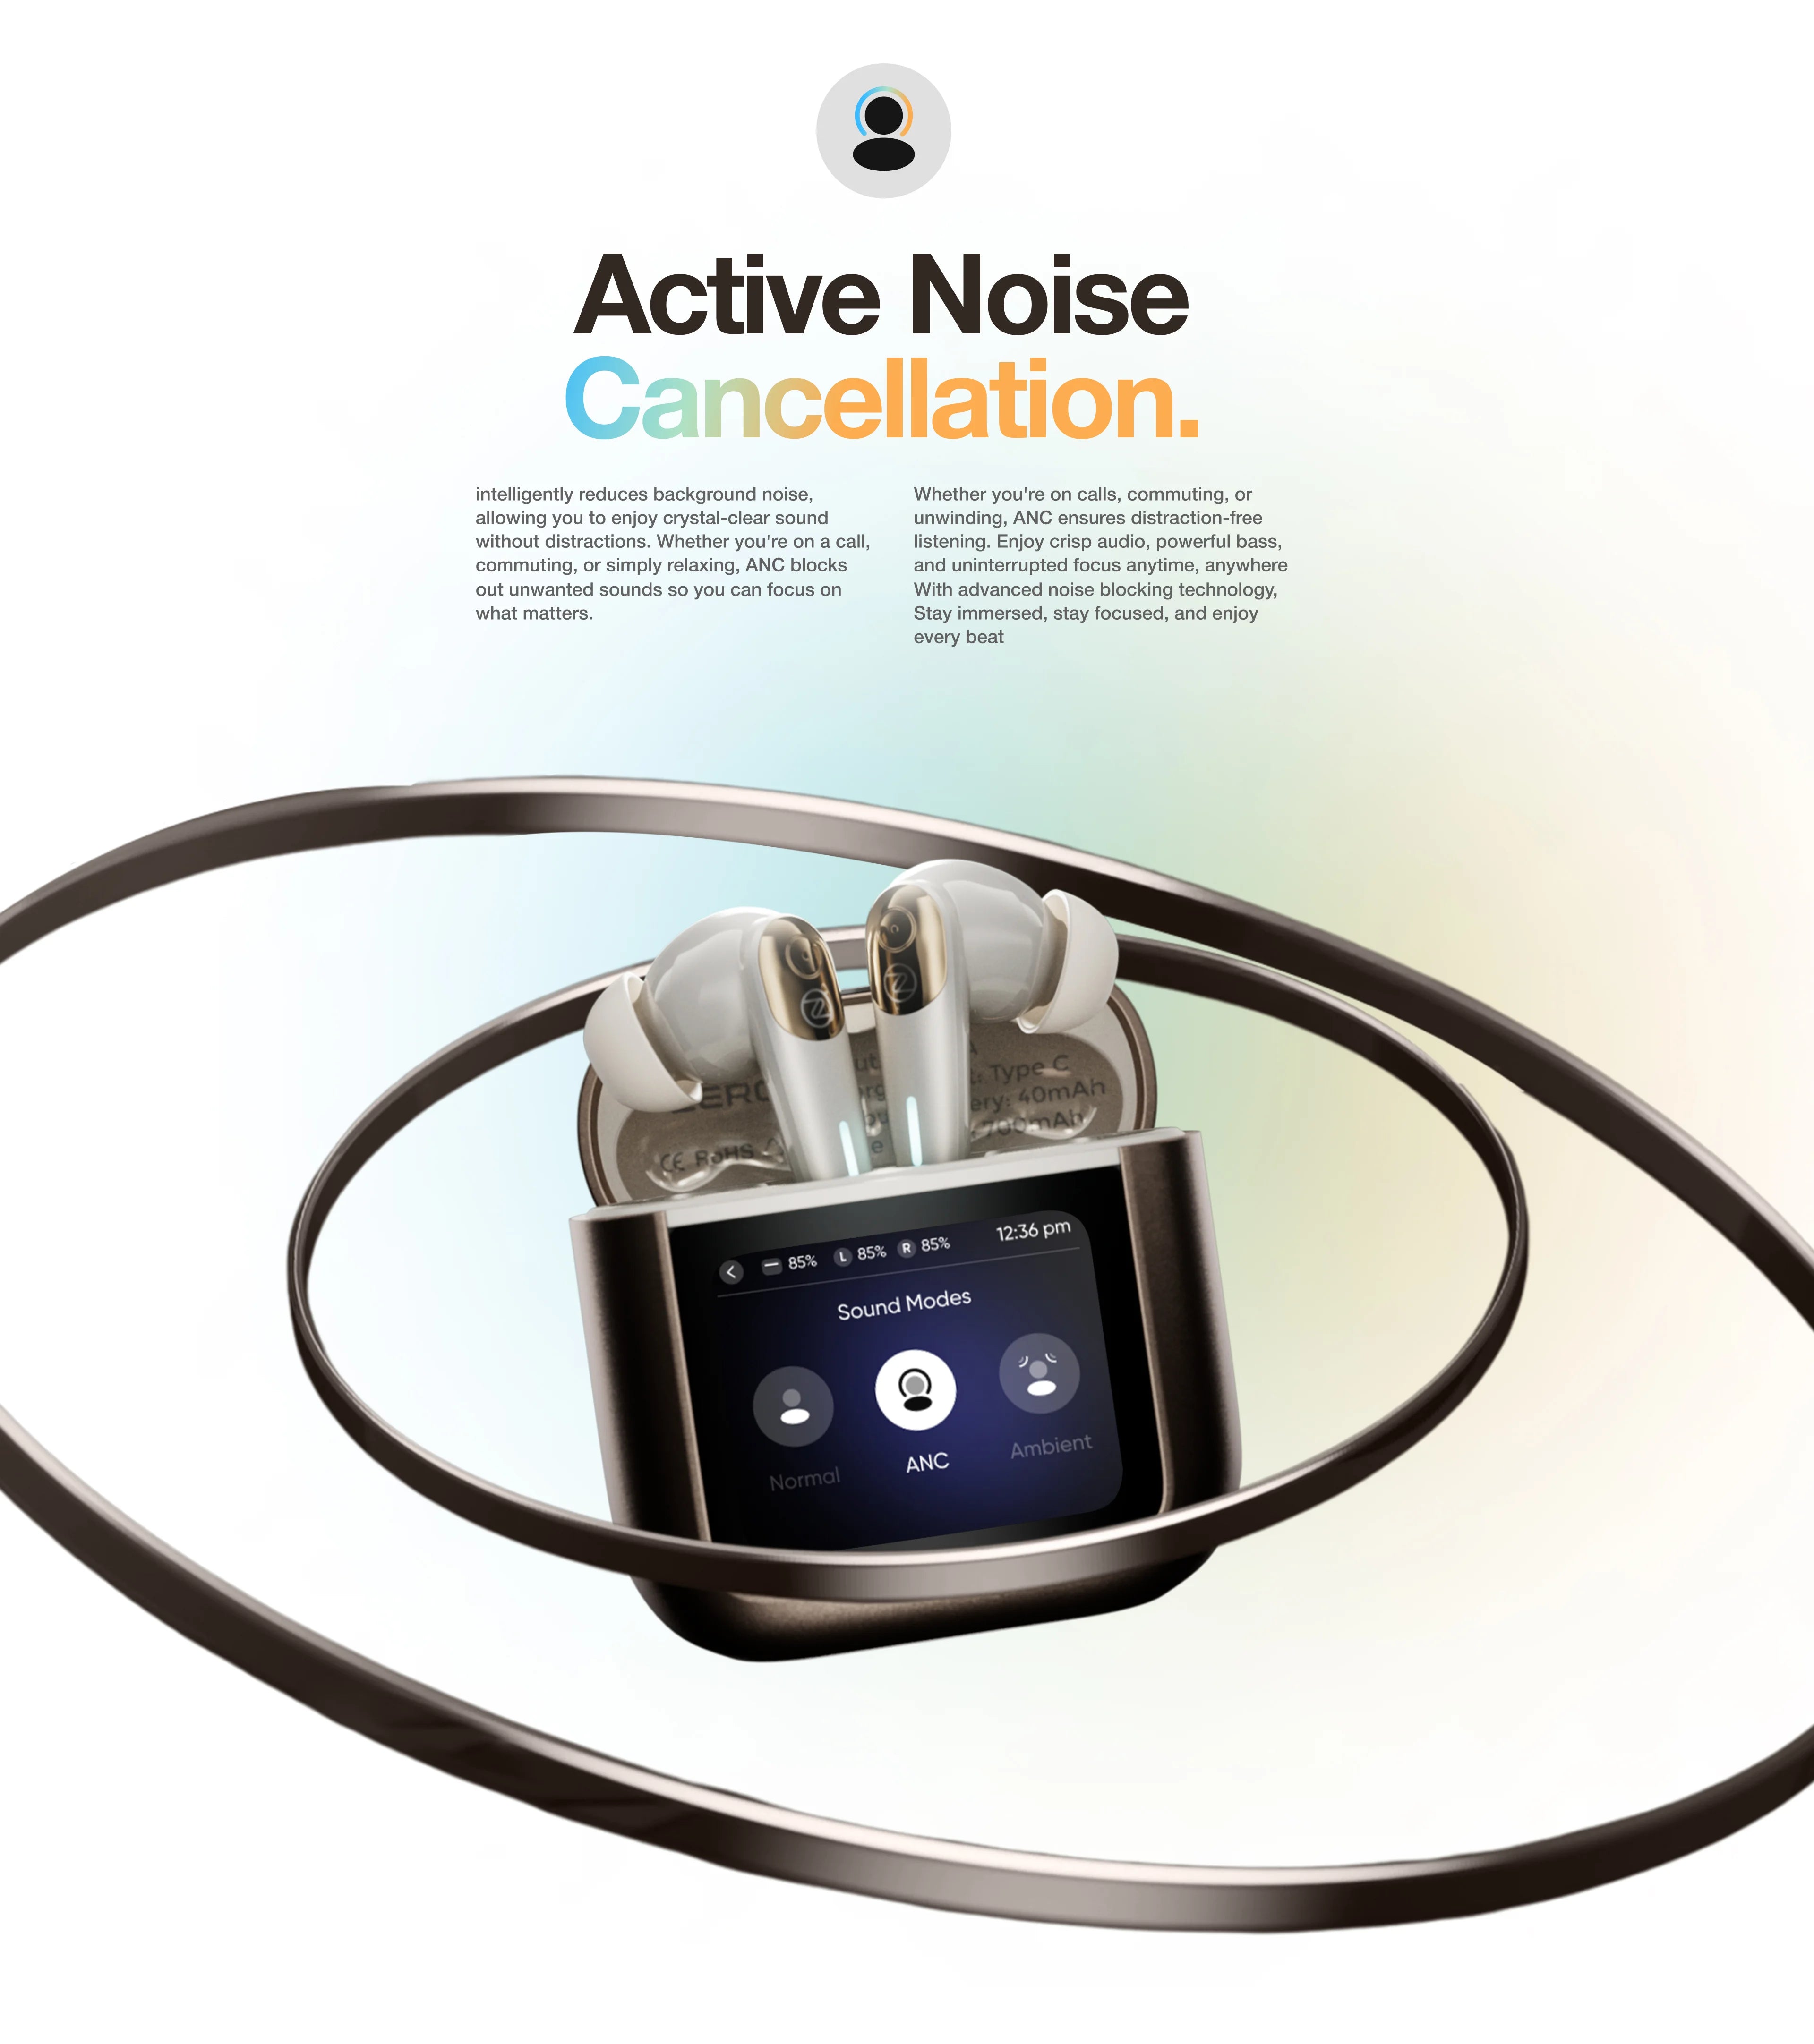 Active Noise
Cancellation.
intelligently reduces background noise,
allowing you to enjoy crystal-clear sound
without distractions. Whether you're on a call,
commuting, or simply relaxing, ANC blocks
out unwanted sounds so you can focus on
what matters.
Whether you're on calls, commuting, or
unwinding, ANC ensures distraction-free
listening. Enjoy crisp audio, powerful bass,
and uninterrupted focus anytime, anywhere
With advanced noise blocking technology,
Stay immersed, stay focused, and enjoy
every beat
Type C
40mAh
700mAh
CE RoHS
85% L 85% R 85% 12:36 pm
Sound Modes
Normal ANC Ambient